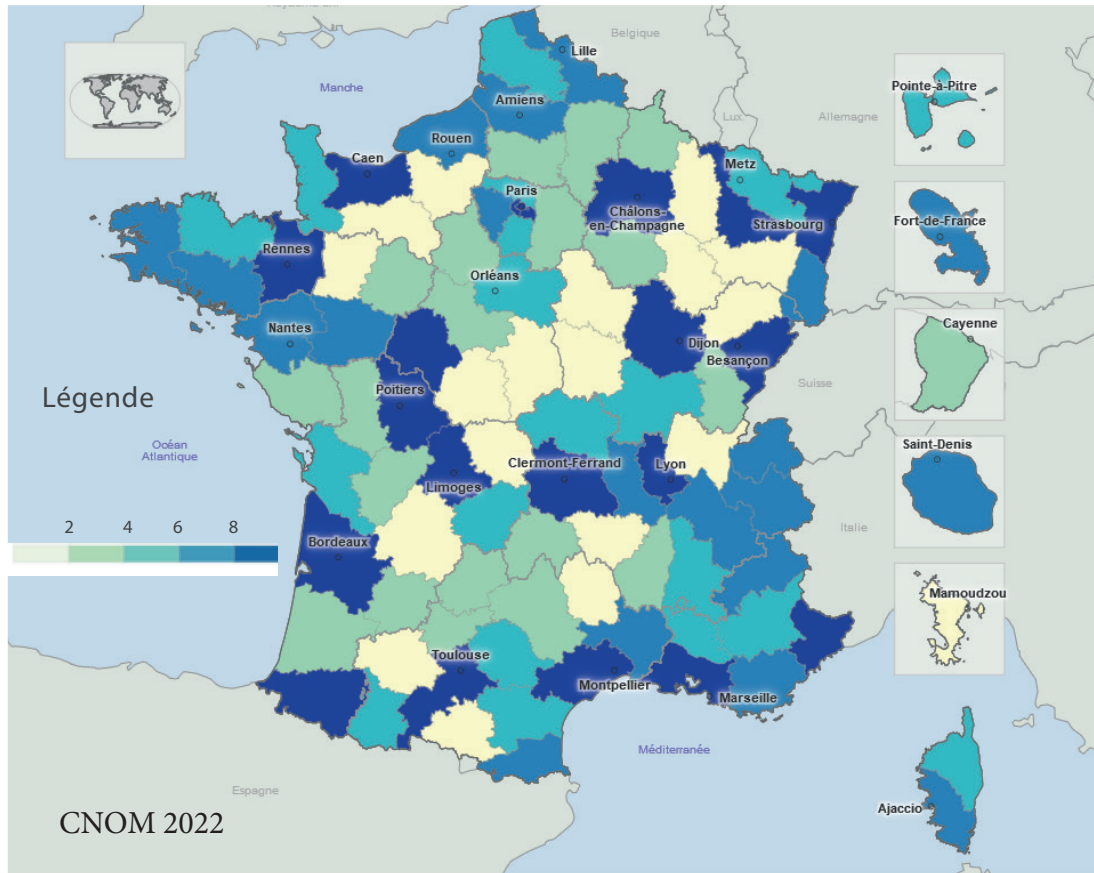 Belgique
Lille
Manche
Amiens
Lux.
Allemagne
Pointe-à-Pitre
Rouen
Caen
Metz
Paris
Châlons-
en-Champagne
Strasbourg
Rennes
Fort-de-France
Orléans
Nantes
Dijon
Besançon
Cayenne
Suisse
Poitiers
Légende
Océan
Atlantique
Saint-Denis
Clermont-Ferrand
Lyon
Limoges
Italie
2 4 6 8
Bordeaux
Mamoudzou
Toulouse
Montpellier
Marseille
Méditerranée
Espagne
Ajaccio
CNOM 2022